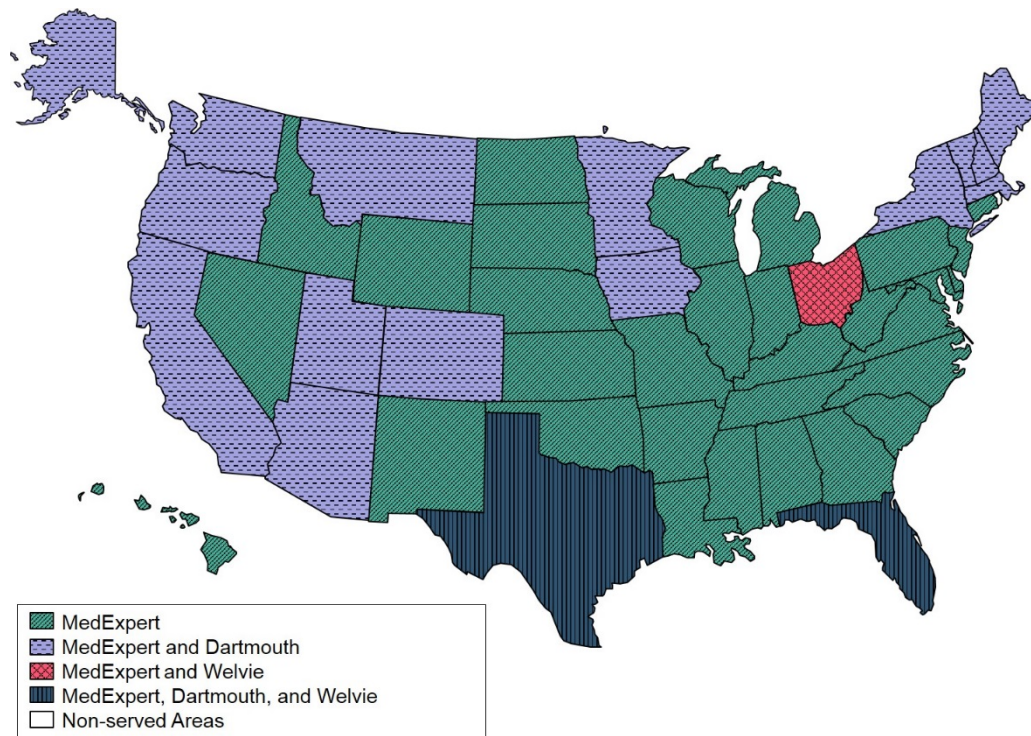 MedExpert
MedExpert and Dartmouth
MedExpert and Welvie
MedExpert, Dartmouth, and Welvie
Non-served Areas